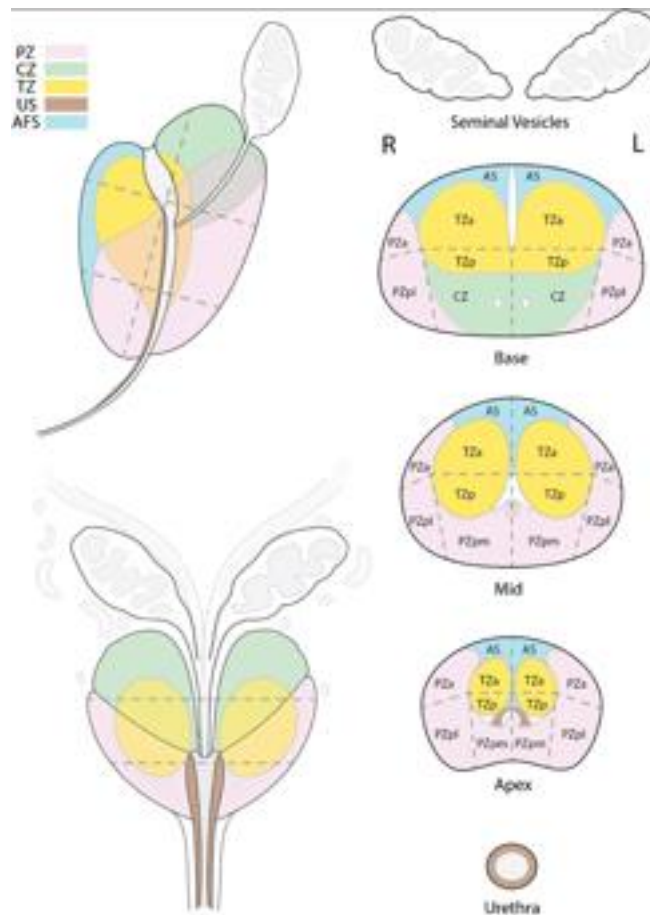 PZ
CZ
TZ
US
AFS
Seminal Vesicles
R L
AS AS
TZa TZa
PZa PZa
TZp TZp
PZpl PZpl
CZ CZ
Base
AS AS
TZa TZa
PZa PZa
TZp TZp
PZpl PZpl
PZpm PZpm
Mid
AS AS
PZa TZa TZa PZa
TZp TZp
PZpl PZpl
PZpm PZpm
Apex
Urethra